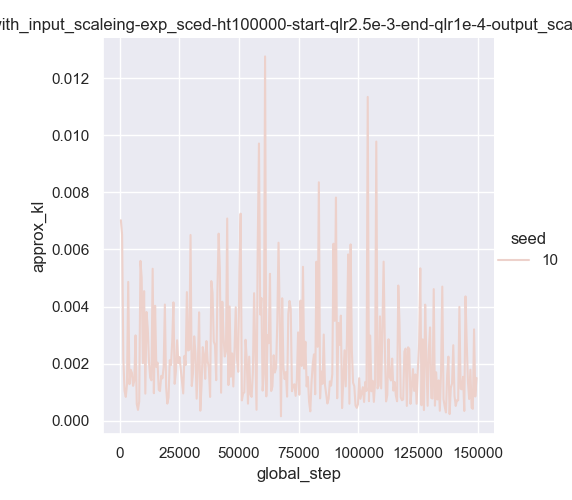 with_input_scaleing-exp_sced-ht100000-start-qlr2.5e-3-end-qlr1e-4-output_sca
0.012
0.010
0.008
0.006
0.004
0.002
0.000
approx_kl
0 25000 50000 75000 100000 125000 150000
global_step
seed
10